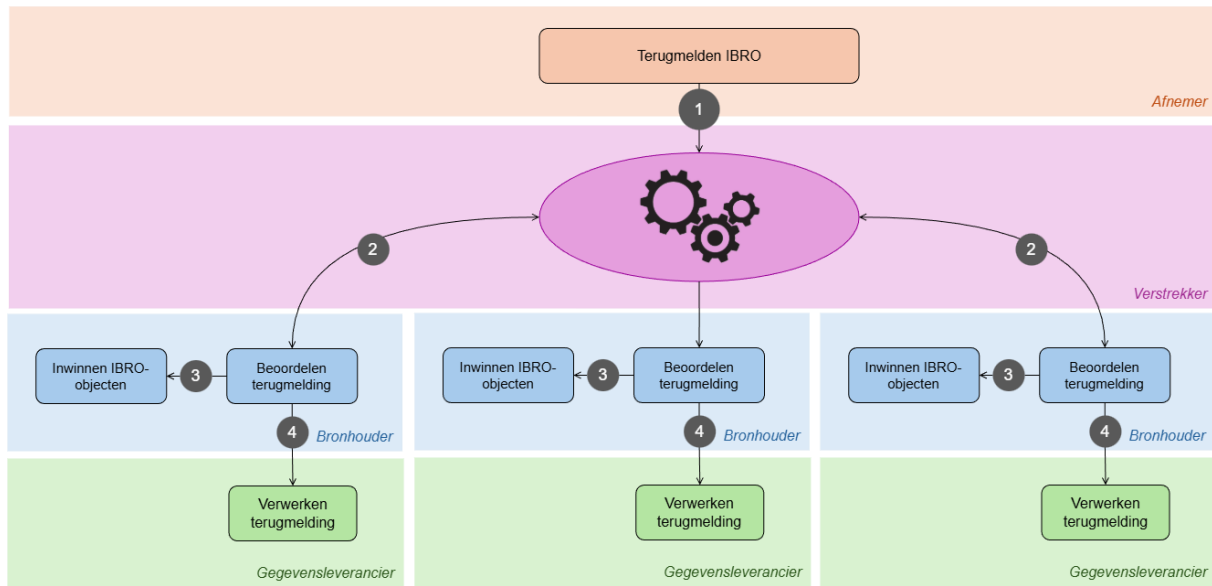 Terugmelden IBRO
1
Afnemer
2
2
Verstrekker
Inwinnen IBRO-
objecten
3
Beoordelen
terugmelding
4
Bronhouder
Inwinnen IBRO-
objecten
3
Beoordelen
terugmelding
4
Bronhouder
Inwinnen IBRO-
objecten
3
Beoordelen
terugmelding
4
Bronhouder
Verwerken
terugmelding
Gegevensleverancier
Verwerken
terugmelding
Gegevensleverancier
Verwerken
terugmelding
Gegevensleverancier